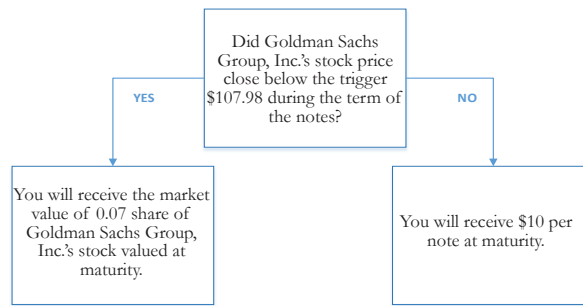 Did Goldman Sachs
Group, Inc.'s stock price
close below the trigger
$107.98 during the term of
the notes?
YES
NO
You will receive the market
value of 0.07 share of
Goldman Sachs Group,
Inc.'s stock valued at
maturity.
You will receive $10 per
note at maturity.